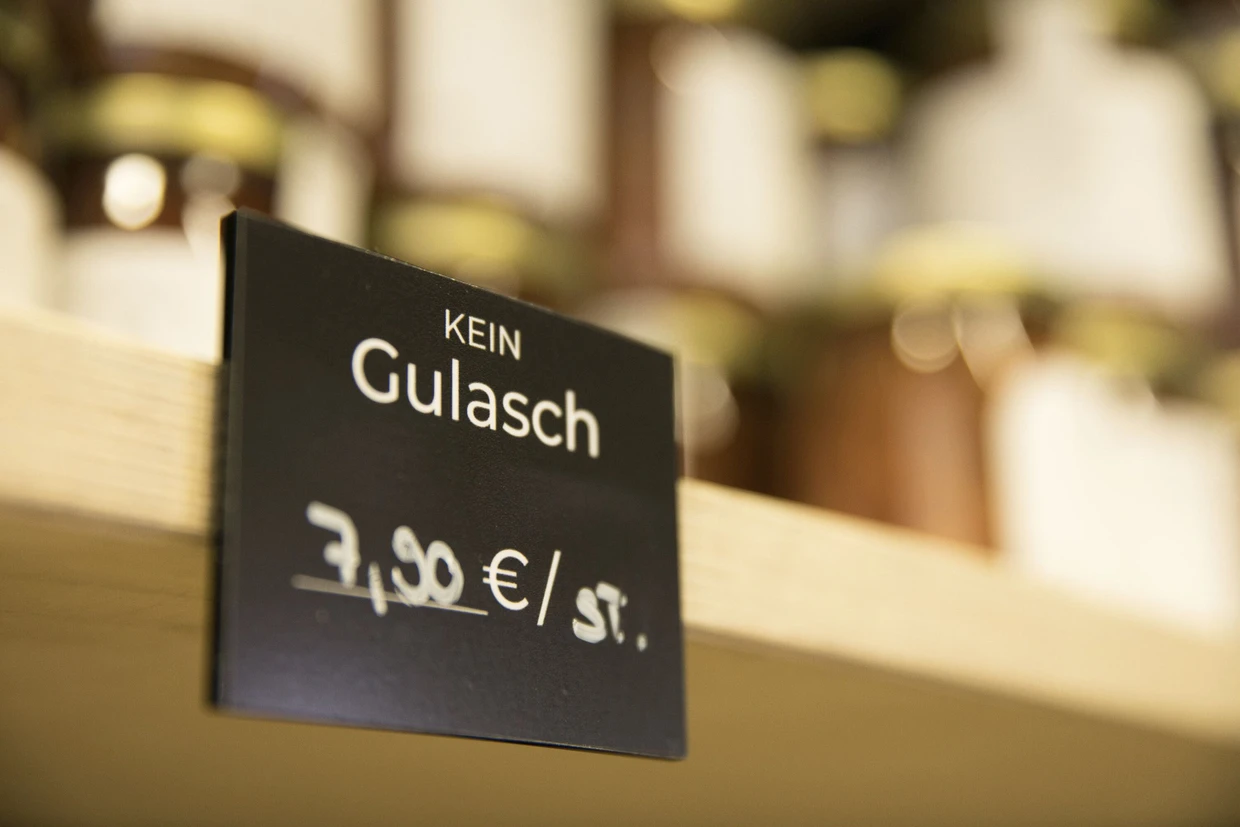 KEIN
Gulasch
7,90 €/ ST.